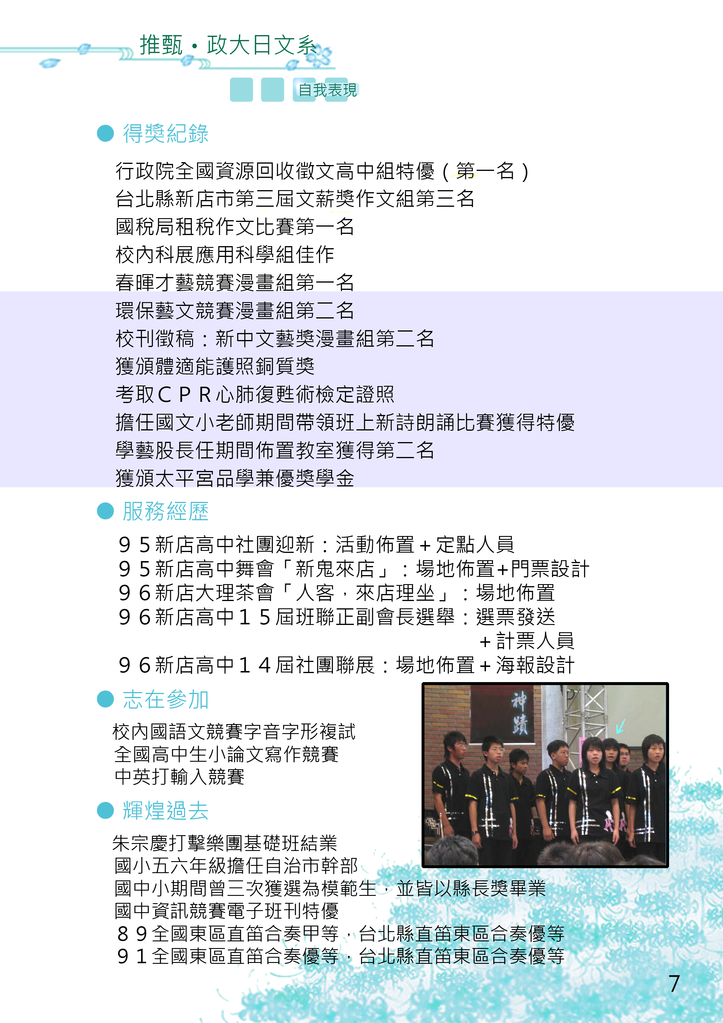 推甄‧政大日文系
自我表現
● 得獎紀錄
行政院全國資源回收徵文高中組特優（第一名）
台北縣新店市第三屆文薪獎作文組第三名
國稅局租稅作文比賽第一名
校內科展應用科學組佳作
春暉才藝競賽漫畫組第一名
環保藝文競賽漫畫組第二名
校刊徵稿：新中文藝獎漫畫組第二名
獲頒體適能護照銅質獎
考取ＣＰＲ心肺復甦術檢定證照
擔任國文小老師期間帶領班上新詩朗誦比賽獲得特優
學藝股長任期間佈置教室獲得第二名
獲頒太平宮品學兼優獎學金
● 服務經歷
９５新店高中社團迎新：活動佈置＋定點人員
９５新店高中舞會「新鬼來店」：場地佈置+門票設計
９６新店大理茶會「人客，來店理坐」：場地佈置
９６新店高中１５屆班聯正副會長選舉：選票發送
＋計票人員
９６新店高中１４屆社團聯展：場地佈置＋海報設計
● 志在參加
校內國語文競賽字音字形複試
全國高中生小論文寫作競賽
中英打輸入競賽
神蹟
● 輝煌過去
朱宗慶打擊樂團基礎班結業
國小五六年級擔任自治市幹部
國中小期間曾三次獲選為模範生，並皆以縣長獎畢業
國中資訊競賽電子班刊特優
８９全國東區直笛合奏甲等，台北縣直笛東區合奏優等
９１全國東區直笛合奏優等，台北縣直笛東區合奏優等
7